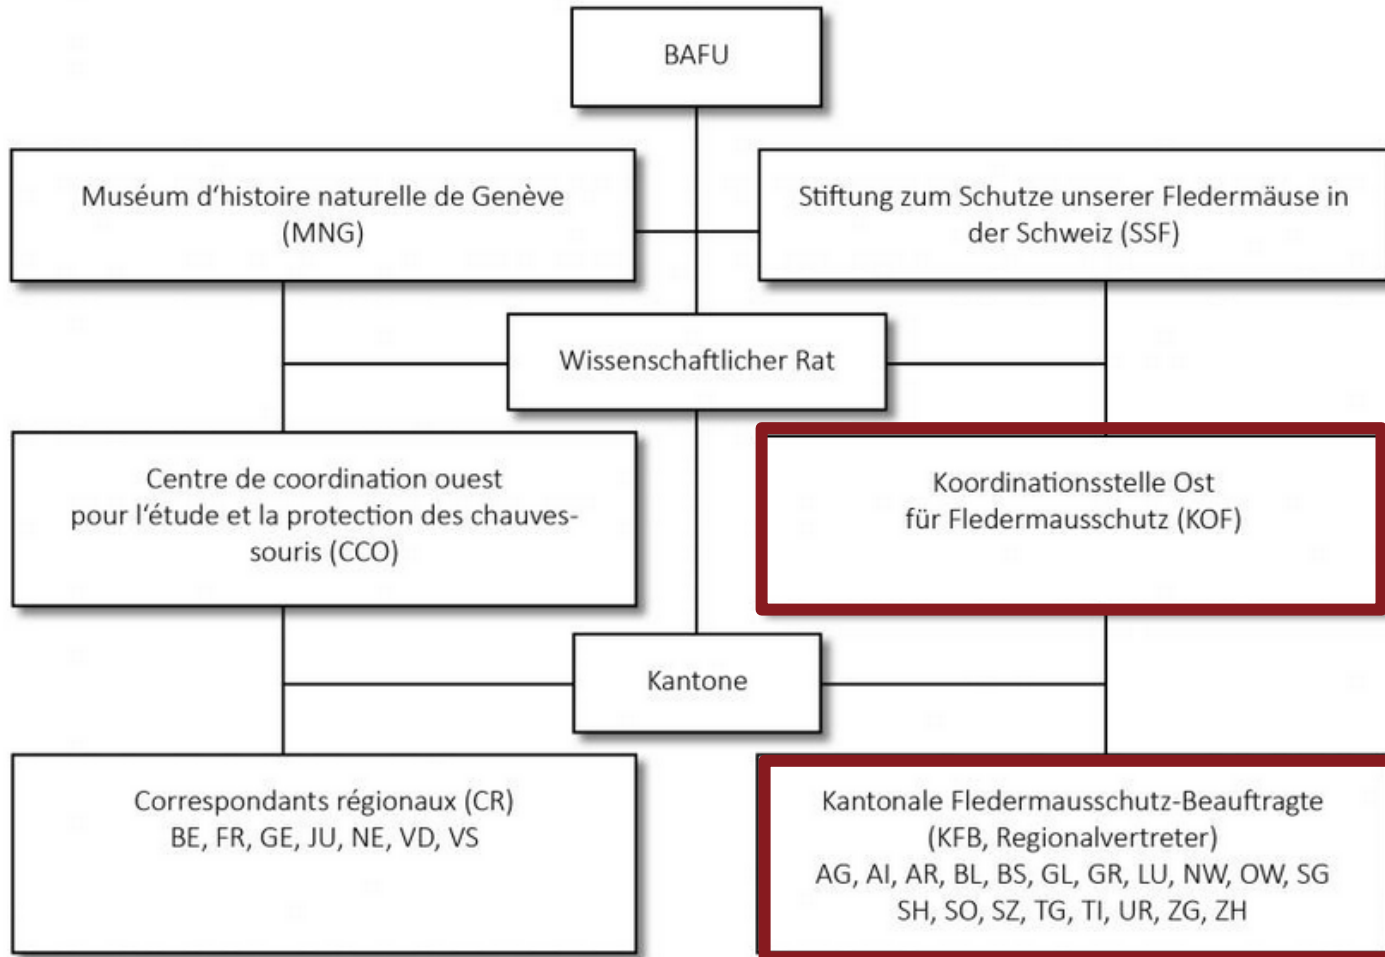 BAFU
Muséum d‘histoire naturelle de Genève
(MNG)
Stiftung zum Schutze unserer Fledermäuse in
der Schweiz (SSF)
Wissenschaftlicher Rat
Centre de coordination ouest
pour l‘étude et la protection des chauves-
souris (CCO)
Koordinationsstelle Ost
für Fledermausschutz (KOF)
Kantone
Correspondants régionaux (CR)
BE, FR, GE, JU, NE, VD, VS
Kantonale Fledermausschutz-Beauftragte
(KFB, Regionalvertreter)
AG, AI, AR, BL, BS, GL, GR, LU, NW, OW, SG
SH, SO, SZ, TG, TI, UR, ZG, ZH